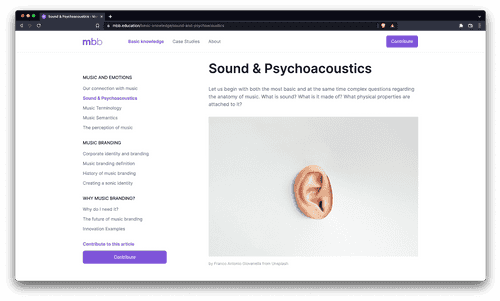 Sound & Psychoacoustics
mbb.education/basic-knowledge/sound-and-psychoacoustics
mbb
Basic knowledge
Case Studies
About
Contribute
MUSIC AND EMOTIONS
Our connection with music
Sound & Psychoacoustics
Music Terminology
Music Semantics
The perception of music
MUSIC BRANDING
Corporate identity and branding
Music branding definition
History of music branding
Creating a sonic identity
WHY MUSIC BRANDING?
Why do I need it?
The future of music branding
Innovation Examples
Contribute to this article
Contribute
Sound & Psychoacoustics
Let us begin with both the most basic and at the same time complex questions regarding
the anatomy of music. What is sound? What is it made of? What physical properties are
attached to it?
by Franco Antonio Giovanella from Unsplash